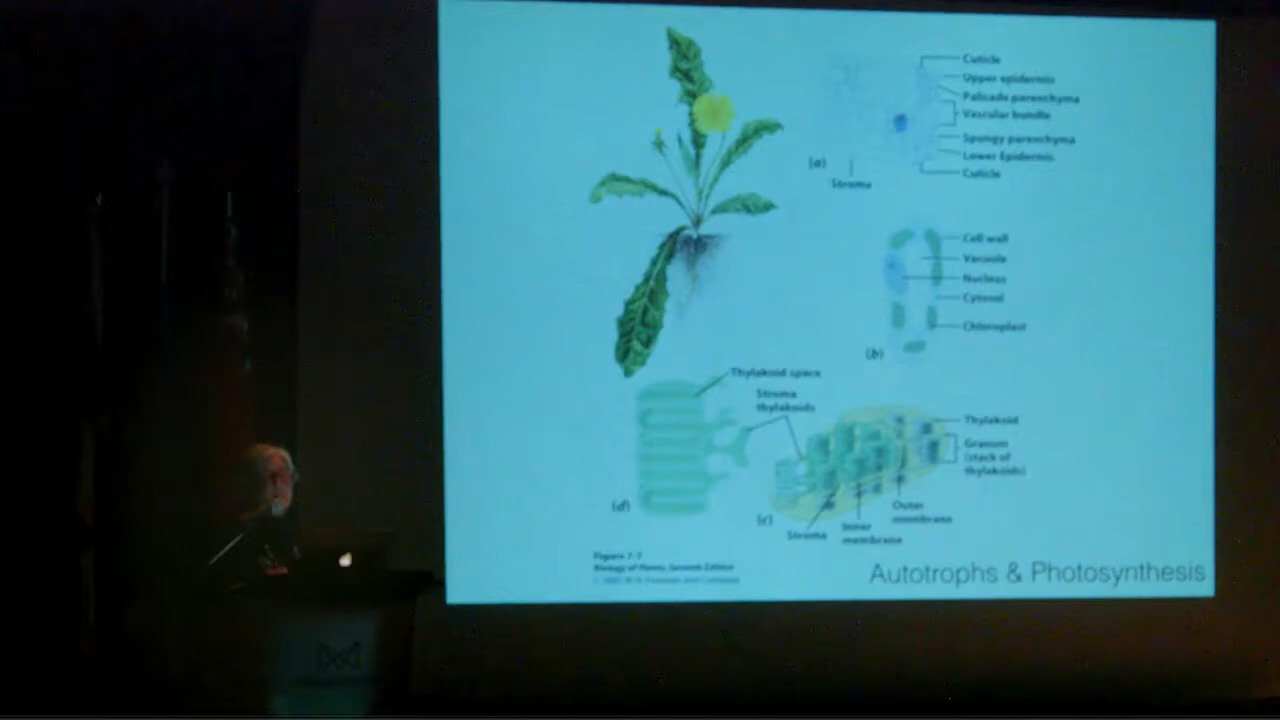 Cuticle
Upper epidermis
Palisade parenchyma
Vascular bundle
Spongy parenchyma
Lower Epidermis
Cuticle
(a)
Stroma
Cell wall
Vacuole
Nucleus
Cytosol
Chloroplast
(b)
Thylakoid space
Stroma
thylakoids
Thylakoid
Granum
(stack of
thylakoids)
(d)
(c)
Stroma
Inner
membrane
Outer
membrane
Figure 7-7
Biology of Plants, Seventh Edition
Autotrophs & Photosynthesis